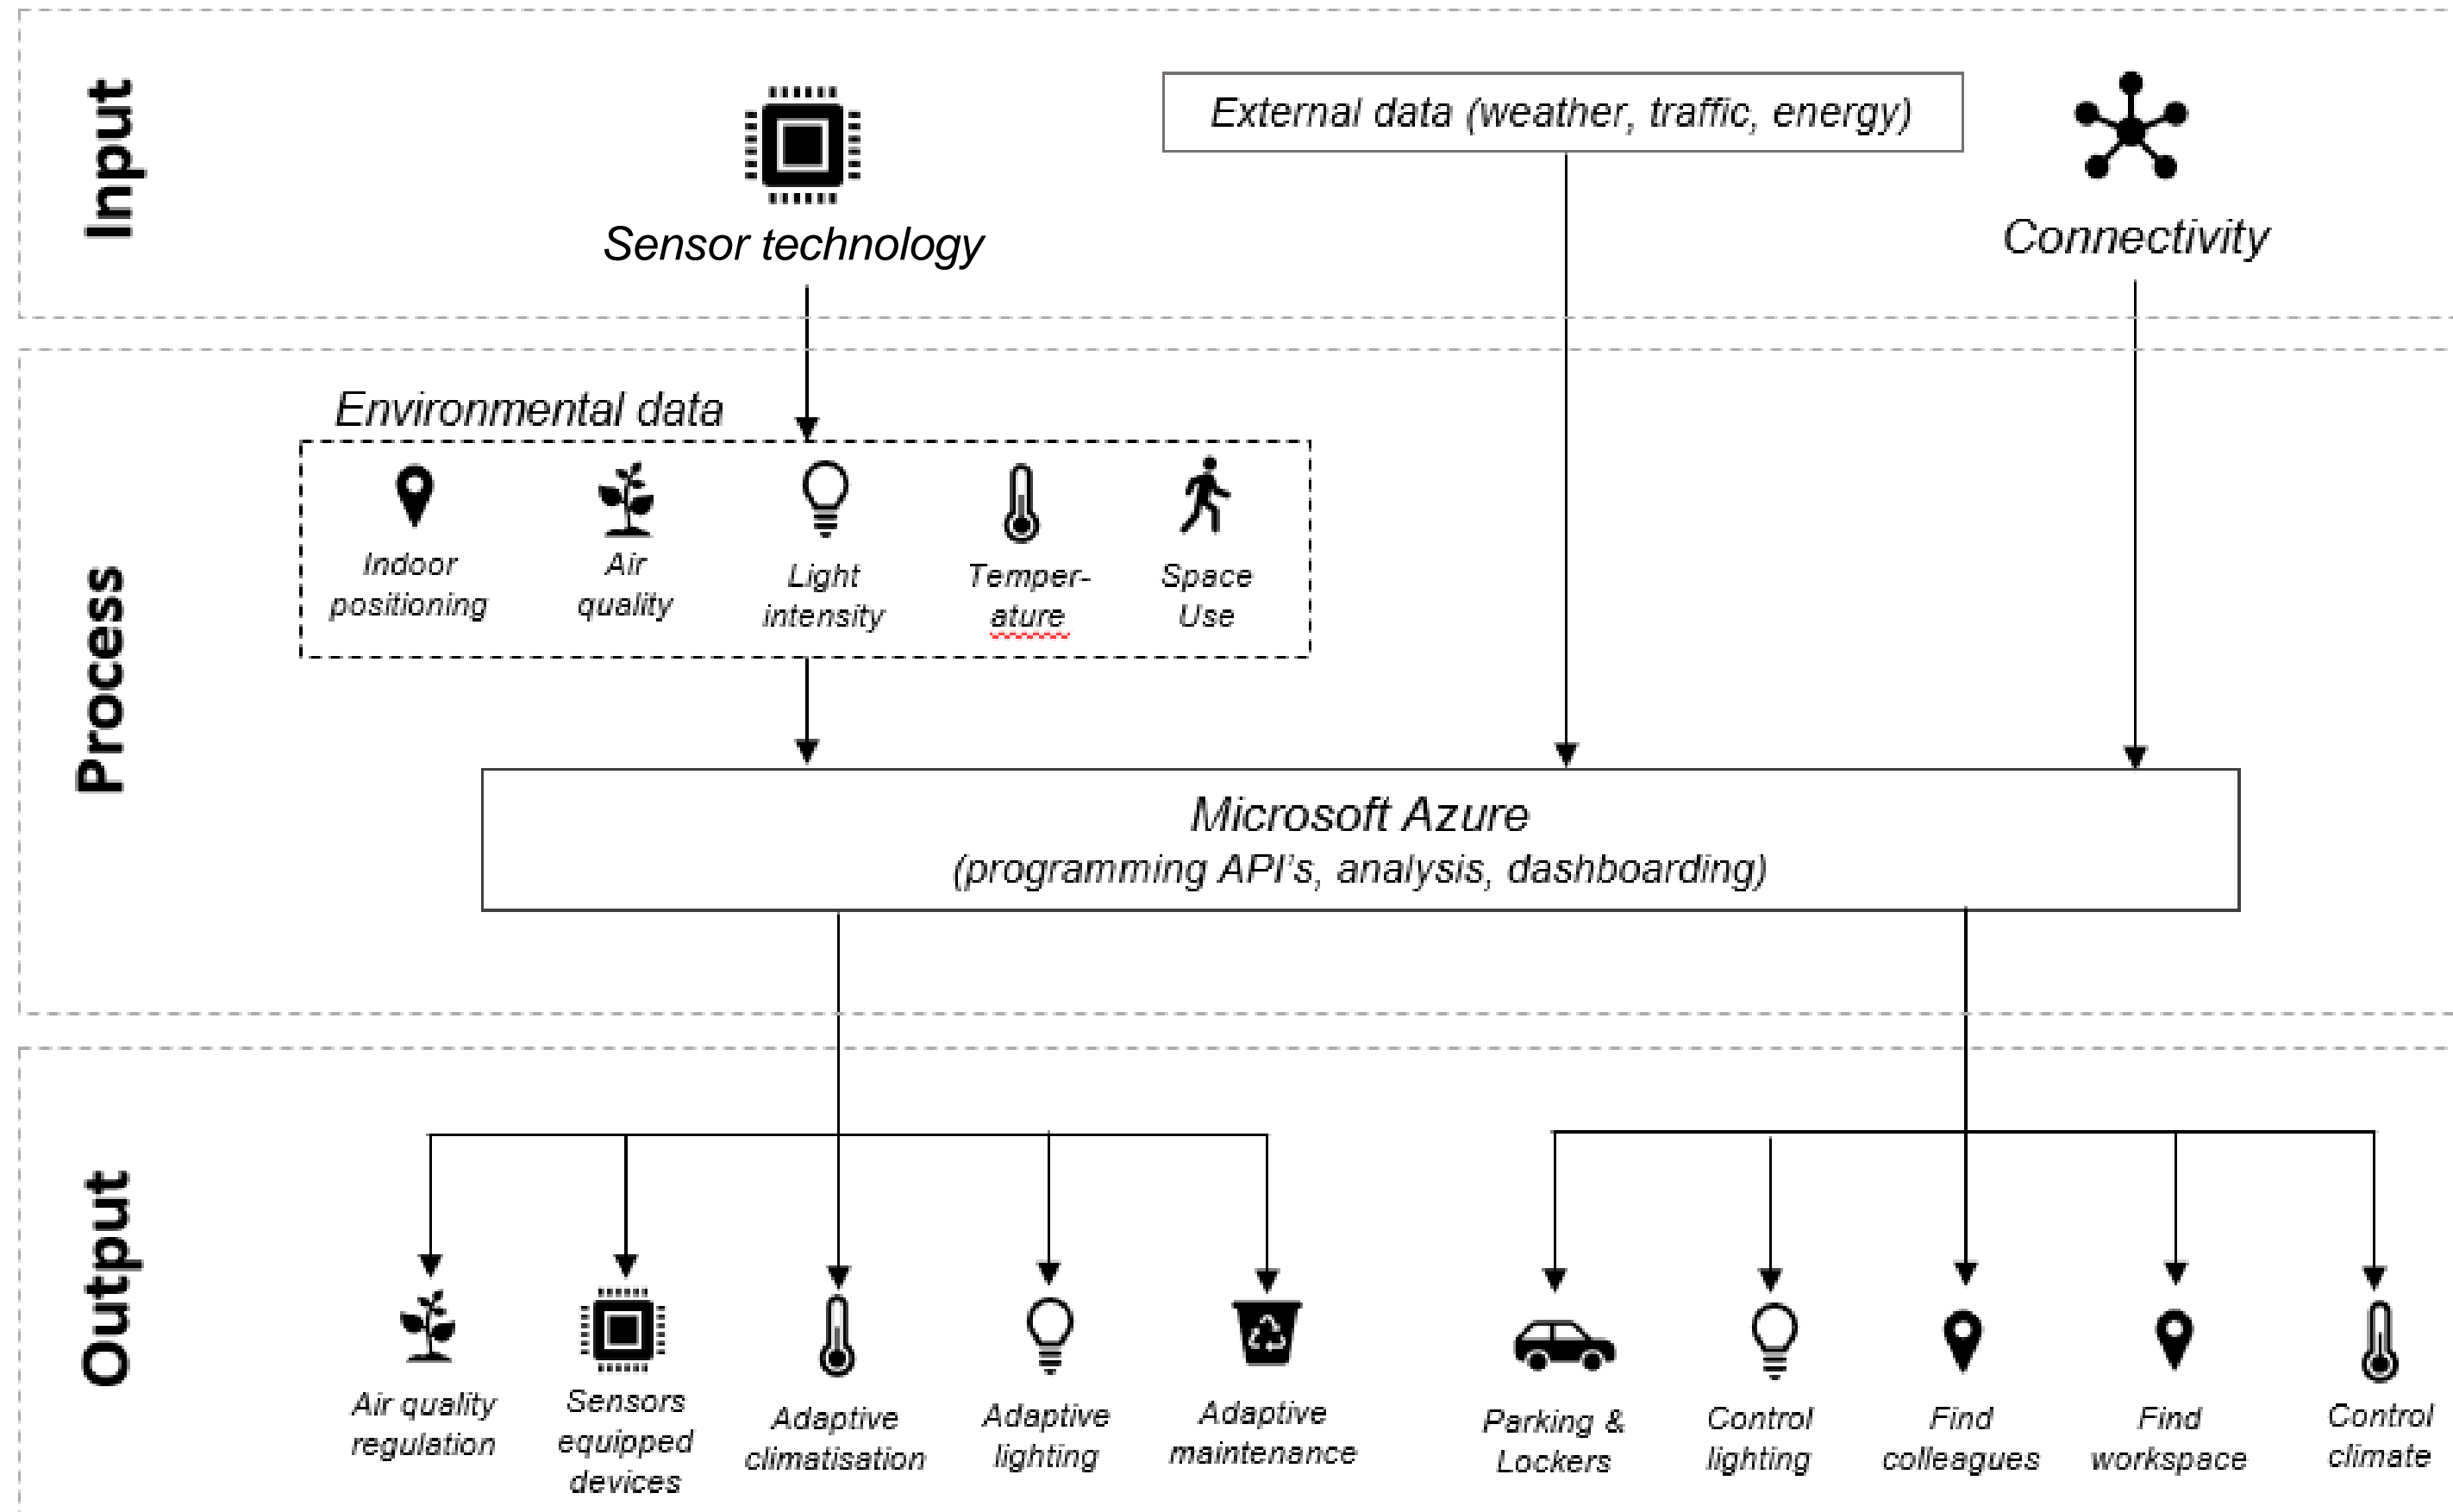 Input
Sensor technology
External data (weather, traffic, energy)
Connectivity
Process
Environmental data
Indoor
positioning
Air
quality
Light
intensity
Temper-
ature
Space
Use
Microsoft Azure
(programming API's, analysis, dashboarding)
Output
Air quality
regulation
Sensors
equipped
devices
Adaptive
climatisation
Adaptive
lighting
Adaptive
maintenance
Parking &
Lockers
Control
lighting
Find
colleagues
Find
workspace
Control
climate